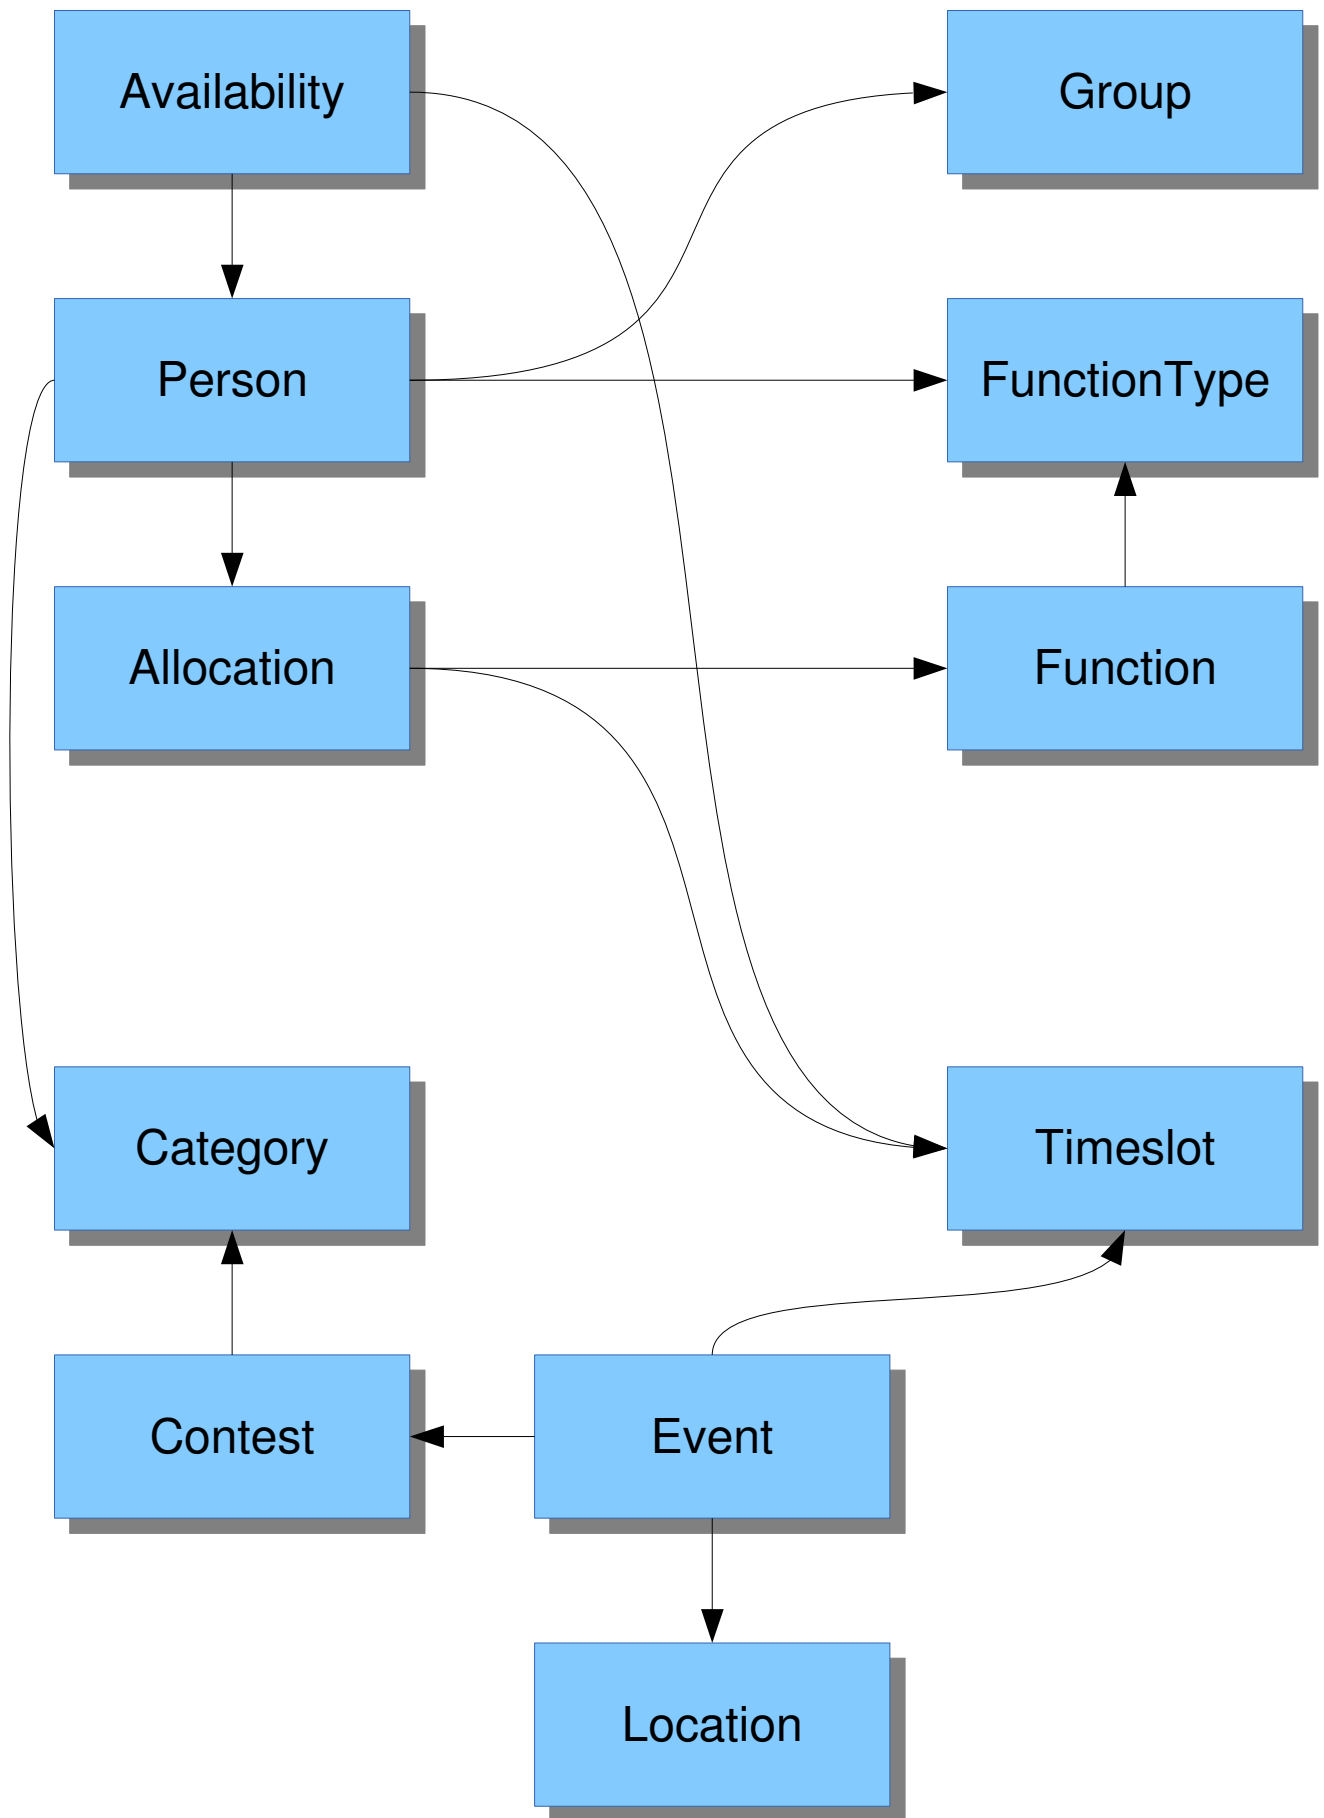 Availability
Group
Person
FunctionType
Allocation
Function
Category
Timeslot
Contest
Event
Location